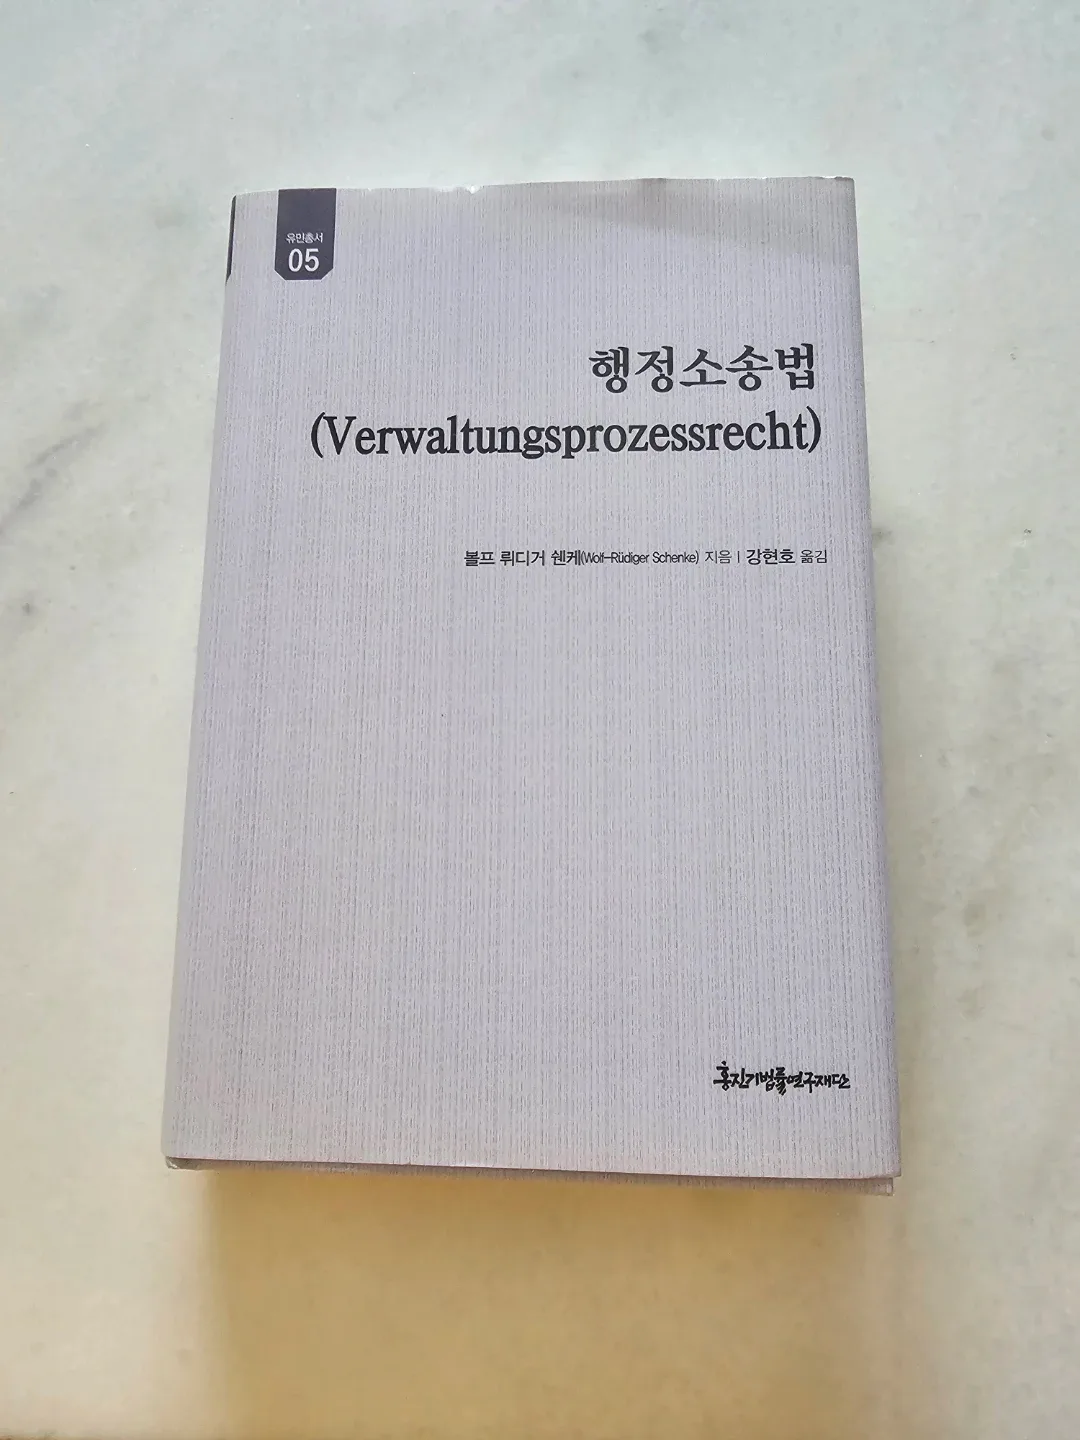 유민총서
05
행정소송법
(Verwaltungsprozessrecht)
볼프 뤼디거 쉔케(Wolf-Rüdiger Schenke) 지음 | 강현호 옮김
홍진기법률연구재단